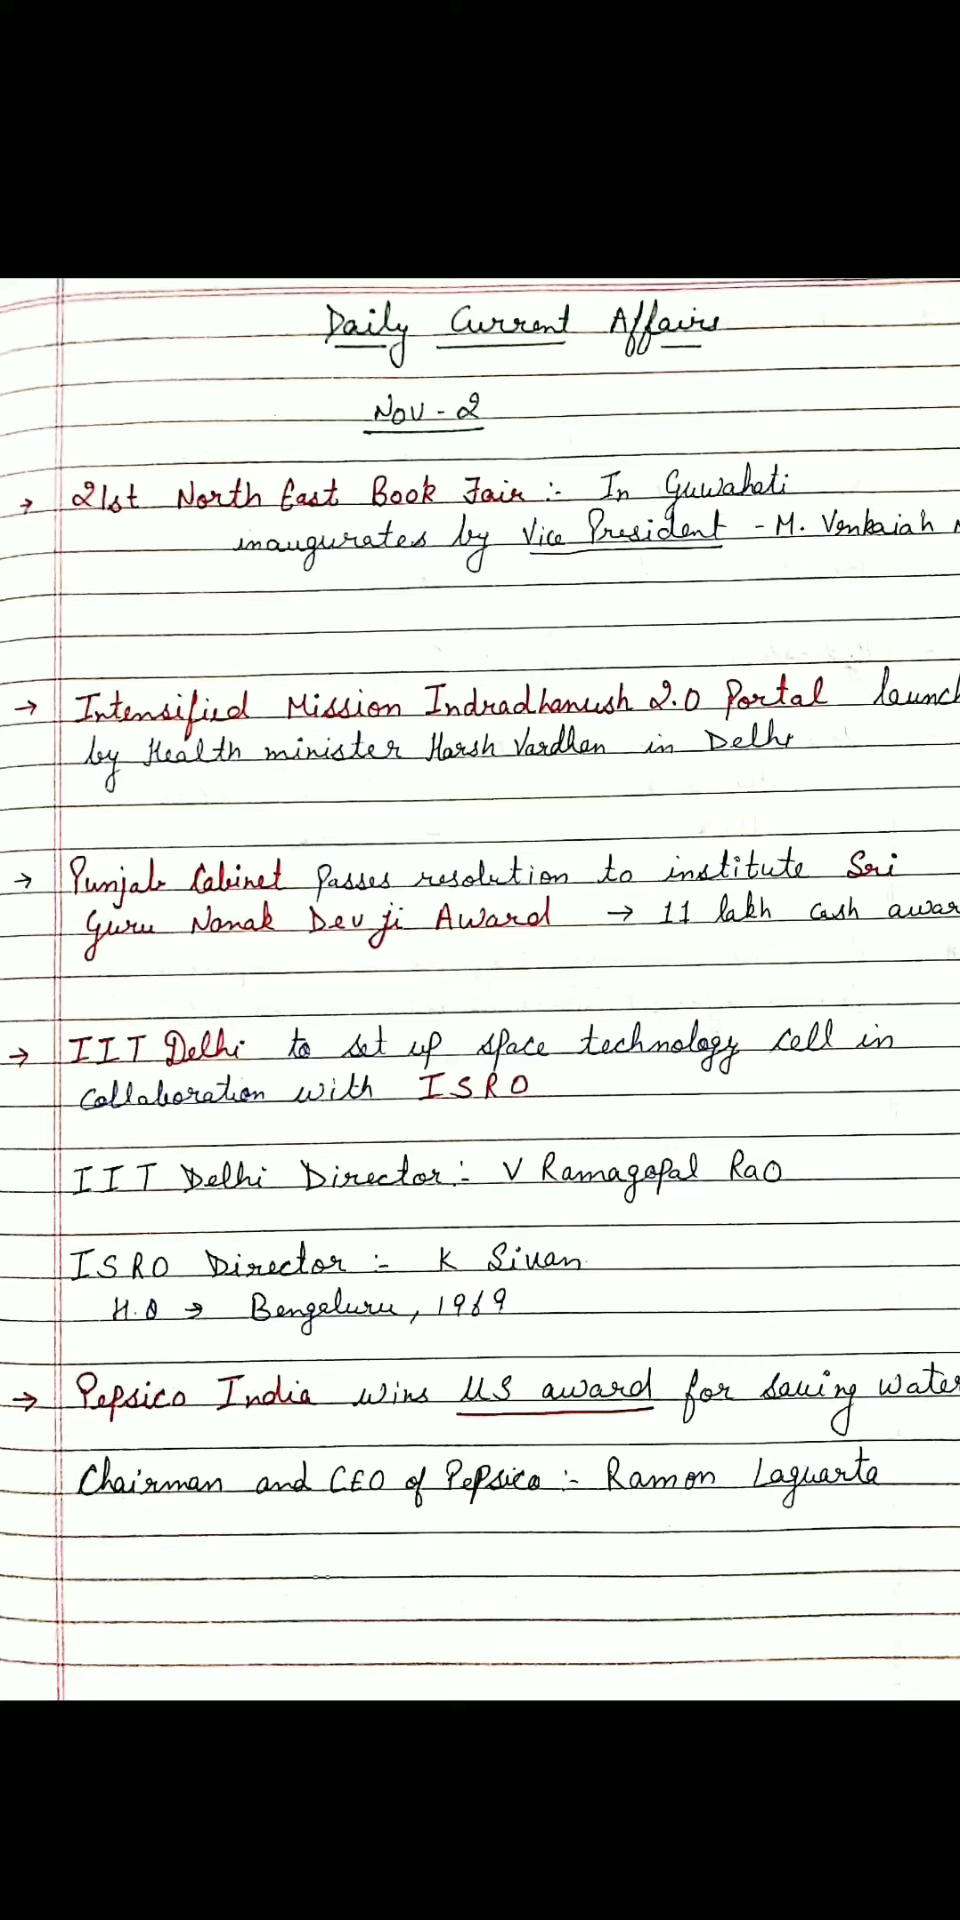 Daily Current Affairs
Nov - 2
→ 21st North East Book Fair :- In Guwahati
inaugurates by Vice President - M. Venkaiah
→ Intensified Mission Indradhanush 2.0 Portal launch
by Health minister Harsh Vardhan in Delhi
→ Punjab Cabinet Passes resolution to institute Sri
Guru Nanak Dev ji Award → 11 lakh cash awar
→ IIT Delhi to set up space technology cell in
collaboration with ISRO
IIT Delhi Director :- V Ramagopal Rao
ISRO Director :- K Sivan
H.Q → Bengeluru, 1969
→ Pepsico India wins US award for saving water
Chairman and CEO of Pepsico :- Ramon Laguarta